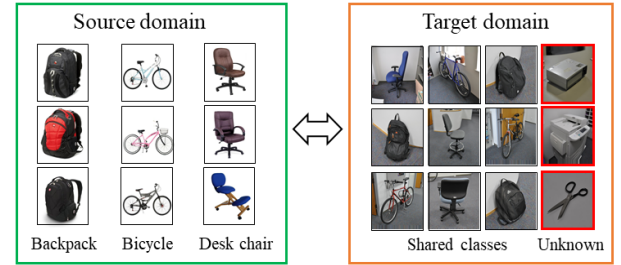 Source domain
Target domain
Backpack Bicycle Desk chair
Shared classes Unknown